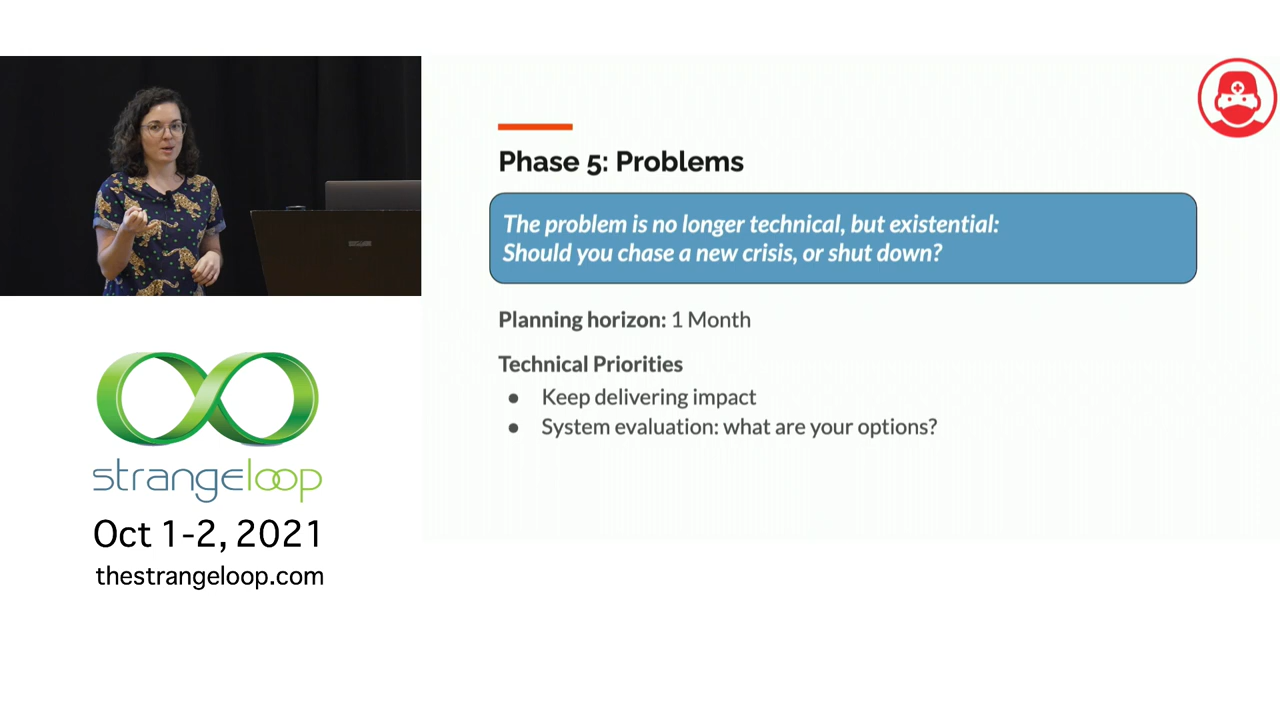 Phase 5: Problems
The problem is no longer technical, but existential:
Should you chase a new crisis, or shut down?
Planning horizon: 1 Month
Technical Priorities
● Keep delivering impact
● System evaluation: what are your options?
strangeloop
Oct 1-2, 2021
thestrangeloop.com